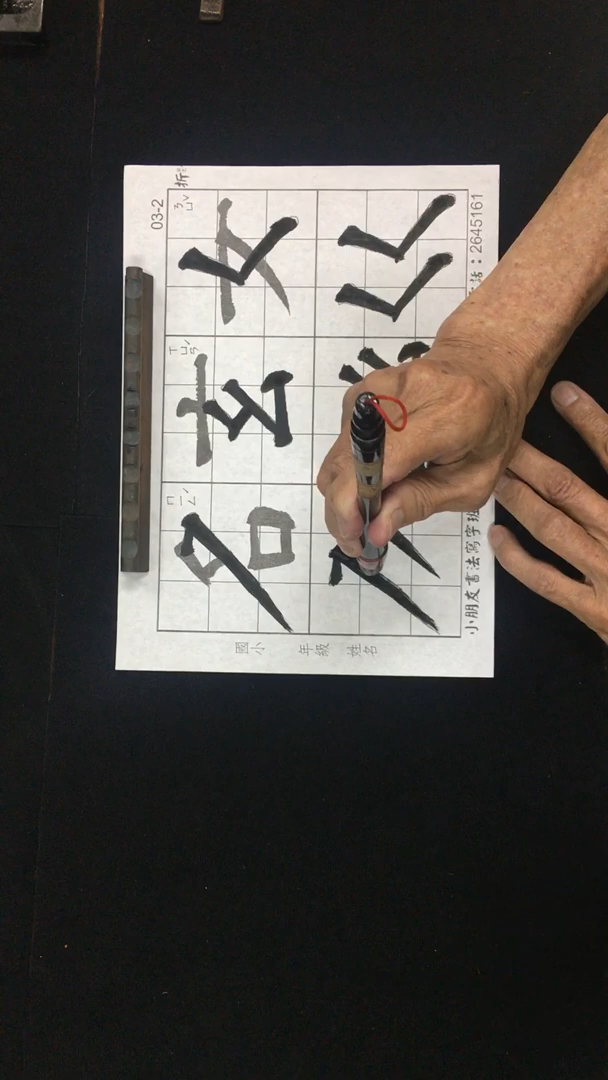 03-2
折
ㄋㄩˇ
女
ㄒㄩㄢˊ
玄
ㄇㄧㄥˊ
名
國小 年級 姓名
小朋友書法寫字班
話：2645161